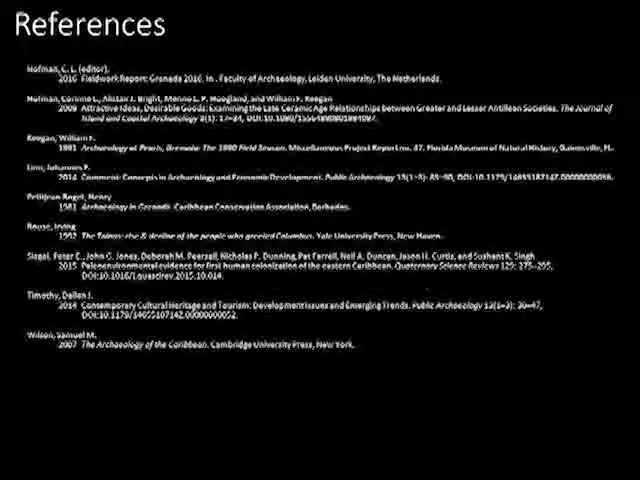 References
Hofman, C. L. (editor).
2016 Fieldwork Report: Grenada 2016. In . Faculty of Archaeology, Leiden University, The Netherlands.
Hofman, Corinne L., Alistair J. Bright, Menno L. P. Hoogland, and William F. Keegan
2008 Attractive Ideas, Desirable Goods: Examining the Late Ceramic Age Relationships between Greater and Lesser Antillean Societies. The Journal of
Island and Coastal Archaeology 3(1): 17–34, DOI:10.1080/15564890801984097.
Keegan, William F.
1991 Archaeology at Pearls, Grenada: The 1990 Field Season. Miscellaneous Project Report no. 47. Florida Museum of Natural History, Gainesville, FL.
Johannes F.
2014 Comment: Concepts in Archaeology and Economic Development. Public Archaeology 13(1–3): DOI:10.1179/1465518714Z.00000000058.
Petitjean Roget, Henry
1981 Archaeology in Grenada. Caribbean Conservation Association, Barbados.
Rouse, Irving
1992 The Tainos: rise & decline of the people who greeted Columbus. Yale University Press, New Haven.
Siegel, Peter E., John G. Jones, Deborah M. Pearsall, Nicholas P. Dunning, Pat Farrell, Neil A. Duncan, Jason H. Curtis, and Sushant K. Singh
2015 Paleoenvironmental evidence for first human colonization of the eastern Caribbean. Quaternary Science Reviews 129: 275–295,
DOI:10.1016/j.quascirev.2015.10.014.
Timothy, Dallen J.
2014 Contemporary Cultural Heritage and Tourism: Development Issues and Emerging Trends. Public Archaeology 13(1–3): 30–47,
DOI:10.1179/1465518714Z.00000000052.
Wilson, Samuel M.
2007 The Archaeology of the Caribbean. Cambridge University Press, New York.